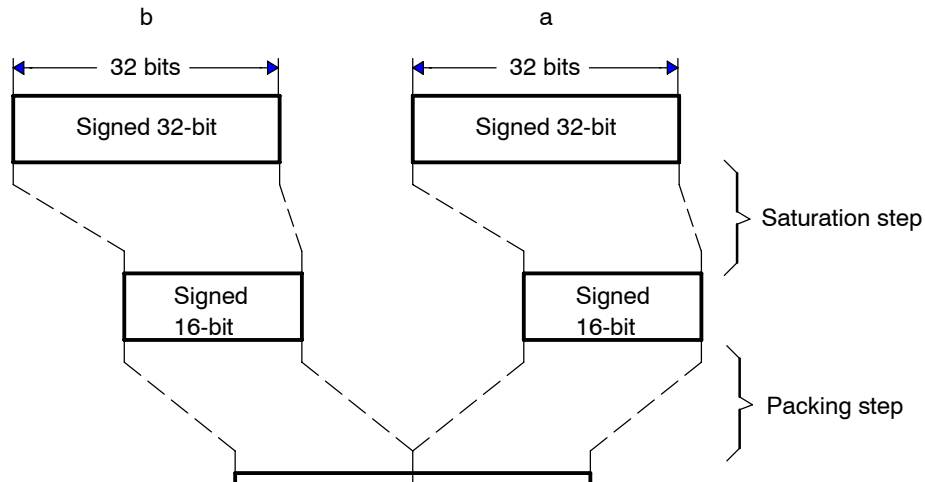 b a
32 bits 32 bits
Signed 32-bit Signed 32-bit
Saturation step
Signed Signed
16-bit 16-bit
Packing step